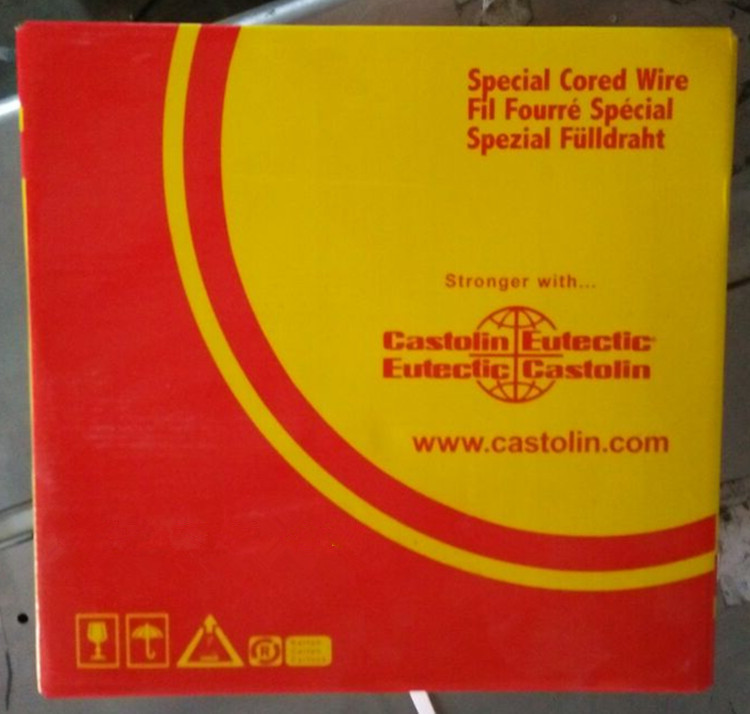 Special Cored Wire
Fil Fourré Spécial
Spezial Fülldraht
Stronger with...
Castolin Eutectic®
Eutectic Castolin
www.castolin.com